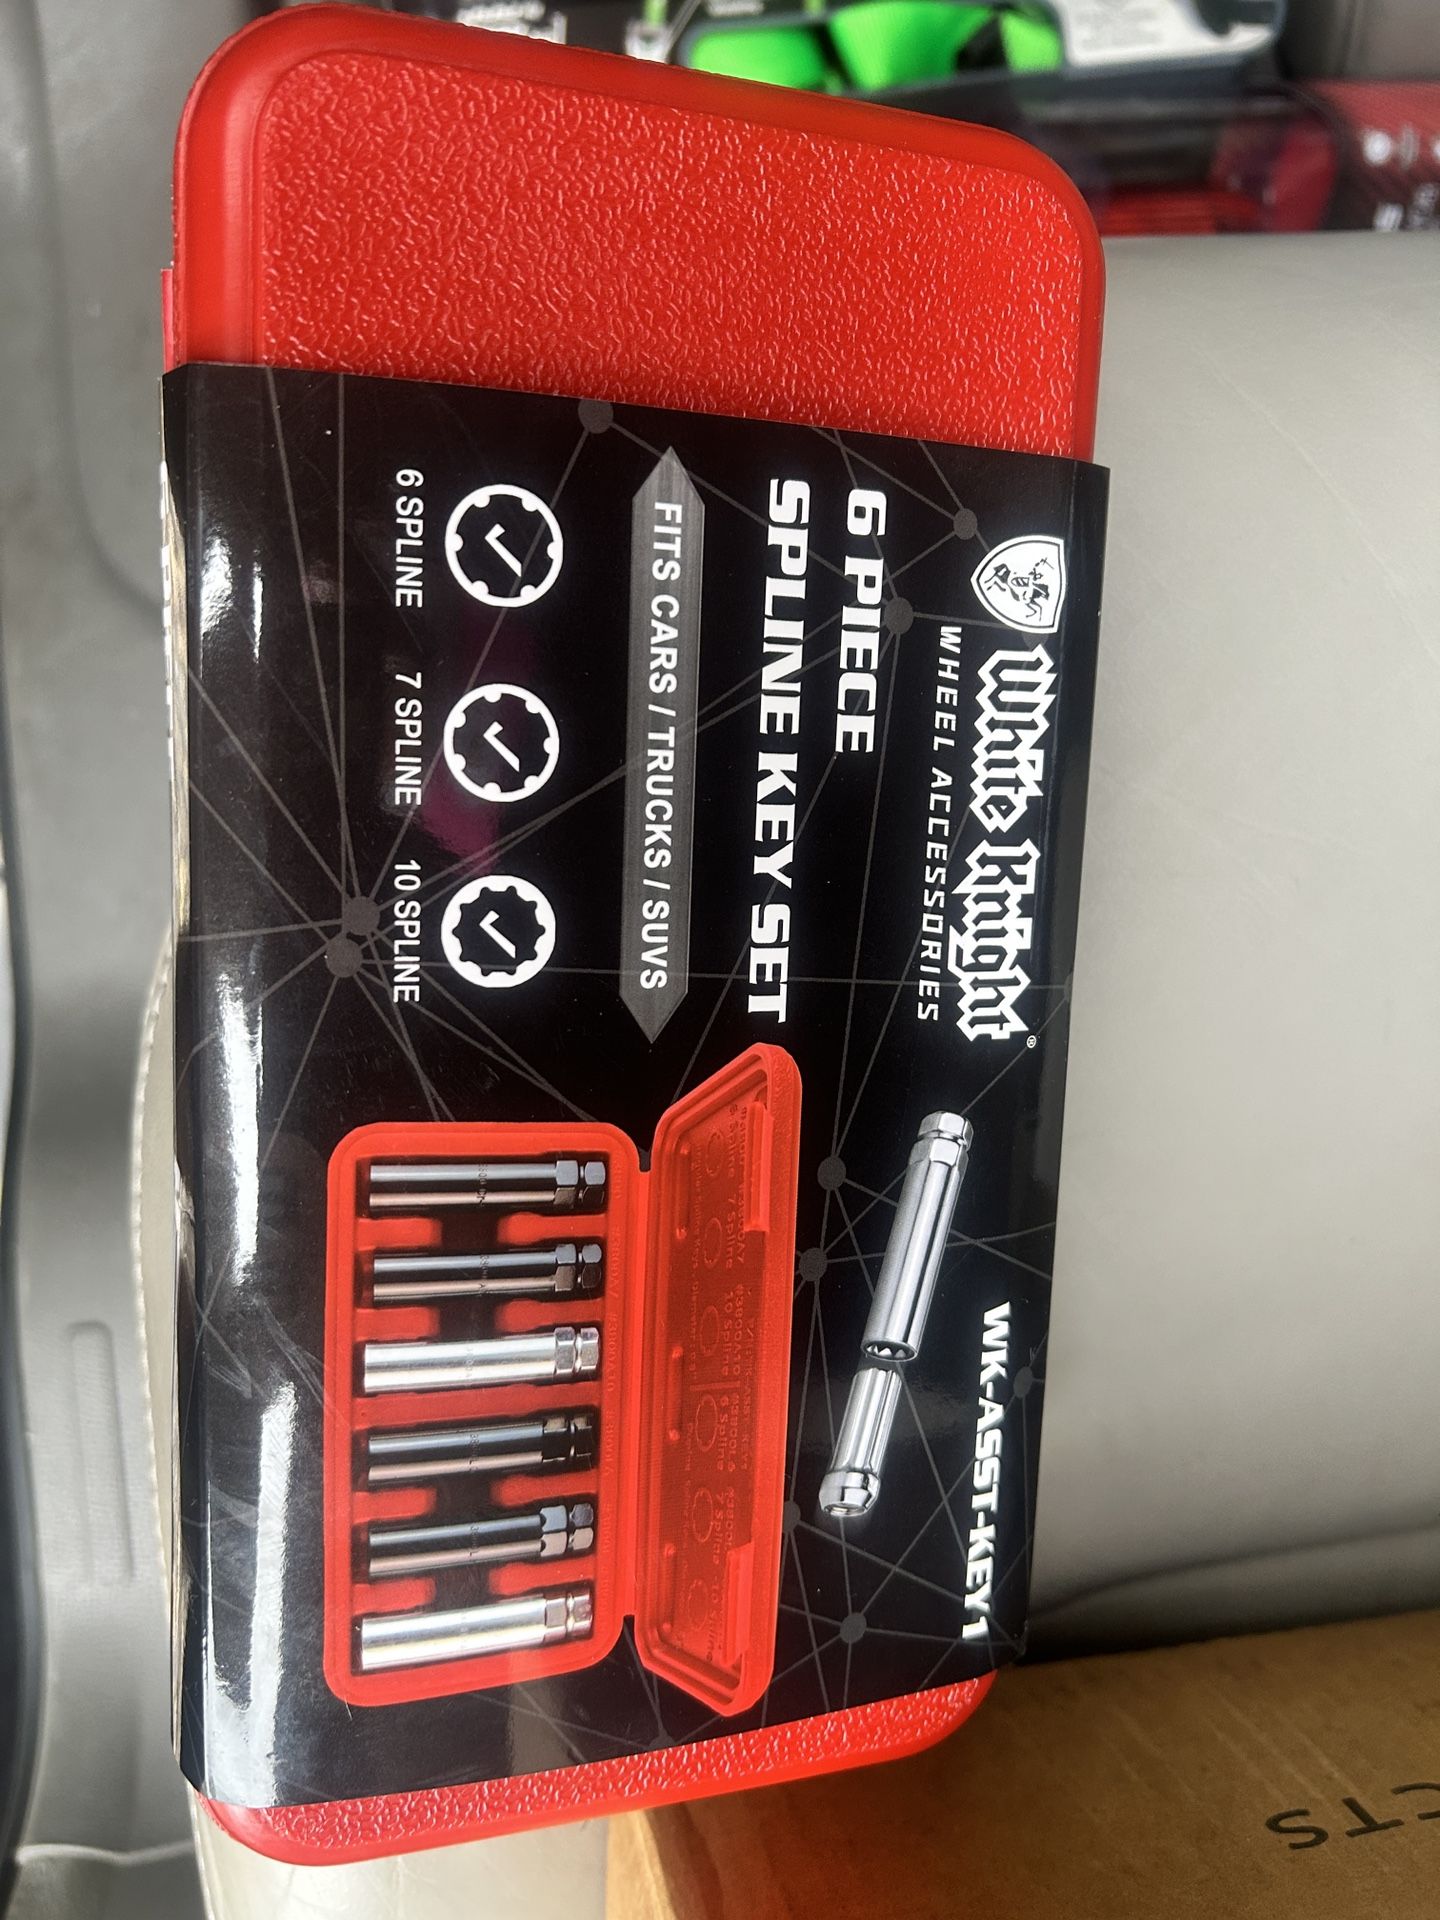 White Knight®
WHEEL ACCESSORIES
WK-ASST-KEY1
6 PIECE
SPLINE KEY SET
FITS CARS / TRUCKS / SUVS
6 SPLINE
7 SPLINE
10 SPLINE
CTS